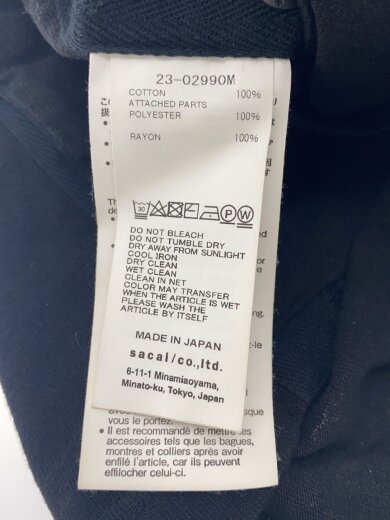 23-02990M
COTTON 100%
ATTACHED PARTS
POLYESTER 100%
RAYON 100%
30 P W
DO NOT BLEACH
DO NOT TUMBLE DRY
DRY AWAY FROM SUNLIGHT
COOL IRON
DRY CLEAN
WET CLEAN
CLEAN IN NET
COLOR MAY TRANSFER
WHEN THE ARTICLE IS WET
PLEASE WASH THE
ARTICLE BY ITSELF
MADE IN JAPAN
sacai/co.,ltd.
6-11-1 Minamiaoyama,
Minato-ku, Tokyo, Japan
vous le portez.
• Il est recommandé de mettre les
accessoires tels que les bagues,
montres et colliers après avoir
enfilé l'article, car ils peuvent
effilocher celui-ci.